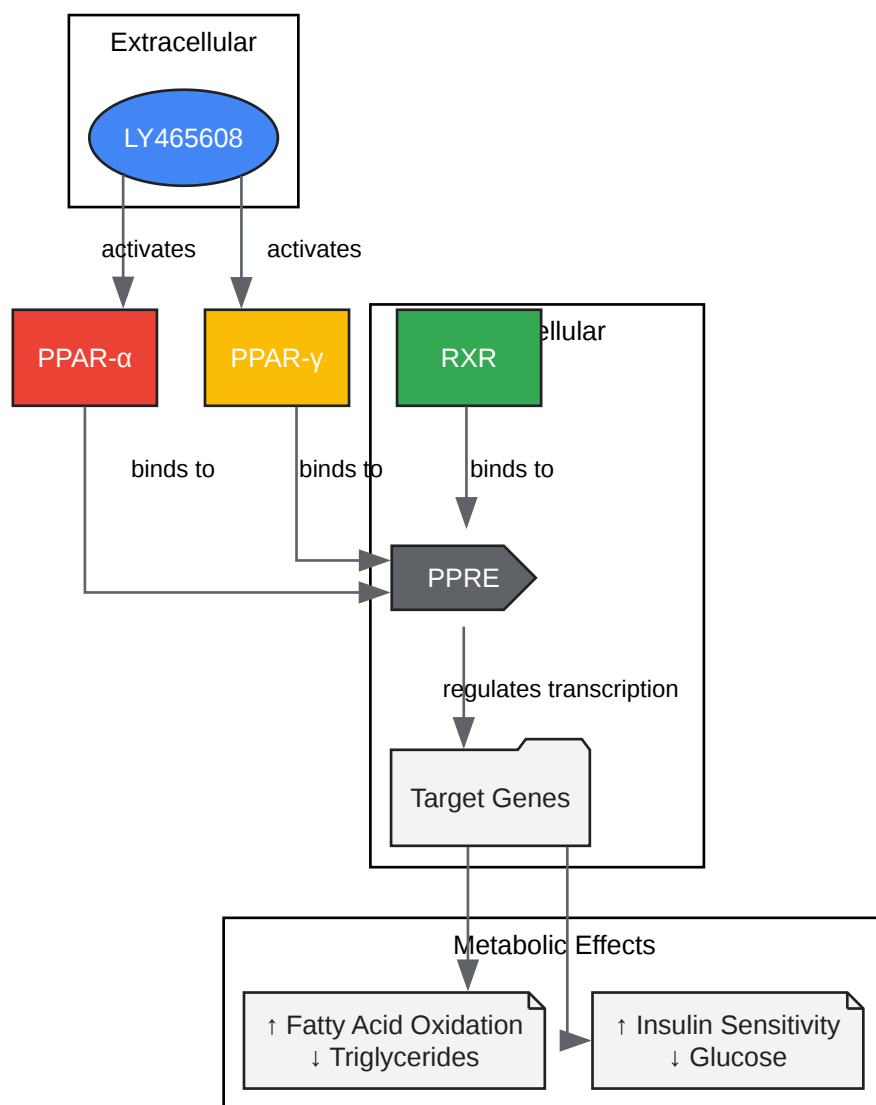 Extracellular
LY465608
activates
activates
ellular
PPAR-α
PPAR-γ
RXR
binds to
binds to
binds to
PPRE
regulates transcription
Target Genes
Metabolic Effects
↑ Fatty Acid Oxidation
↓ Triglycerides
↑ Insulin Sensitivity
↓ Glucose